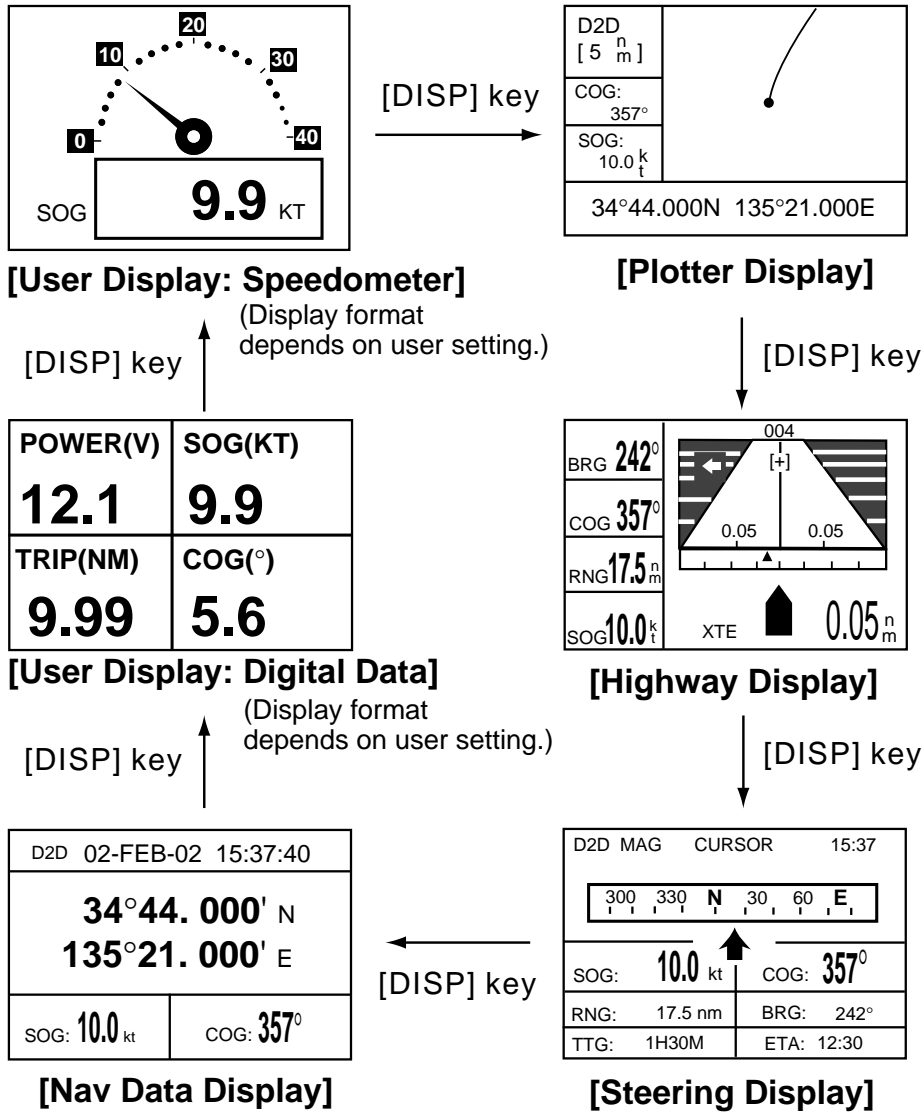 20
10
30
0
40
SOG
9.9 KT
[User Display: Speedometer]
(Display format
depends on user setting.)
[DISP] key
D2D
[ 5 nm ]
COG:
357°
SOG:
10.0 kt
34°44.000N 135°21.000E
[Plotter Display]
[DISP] key
[DISP] key
POWER(V)
12.1
SOG(KT)
9.9
TRIP(NM)
9.99
COG(°)
5.6
[User Display: Digital Data]
(Display format
depends on user setting.)
BRG 242°
COG 357°
RNG 17.5 nm
SOG 10.0 kt
004
[+]
0.05 0.05
XTE 0.05 nm
[Highway Display]
[DISP] key
[DISP] key
D2D 02-FEB-02 15:37:40
34°44. 000' N
135°21. 000' E
SOG: 10.0 kt
COG: 357°
[Nav Data Display]
[DISP] key
D2D MAG CURSOR 15:37
300 330 N 30 60 E
SOG: 10.0 kt
COG: 357°
RNG: 17.5 nm
BRG: 242°
TTG: 1H30M
ETA: 12:30
[Steering Display]